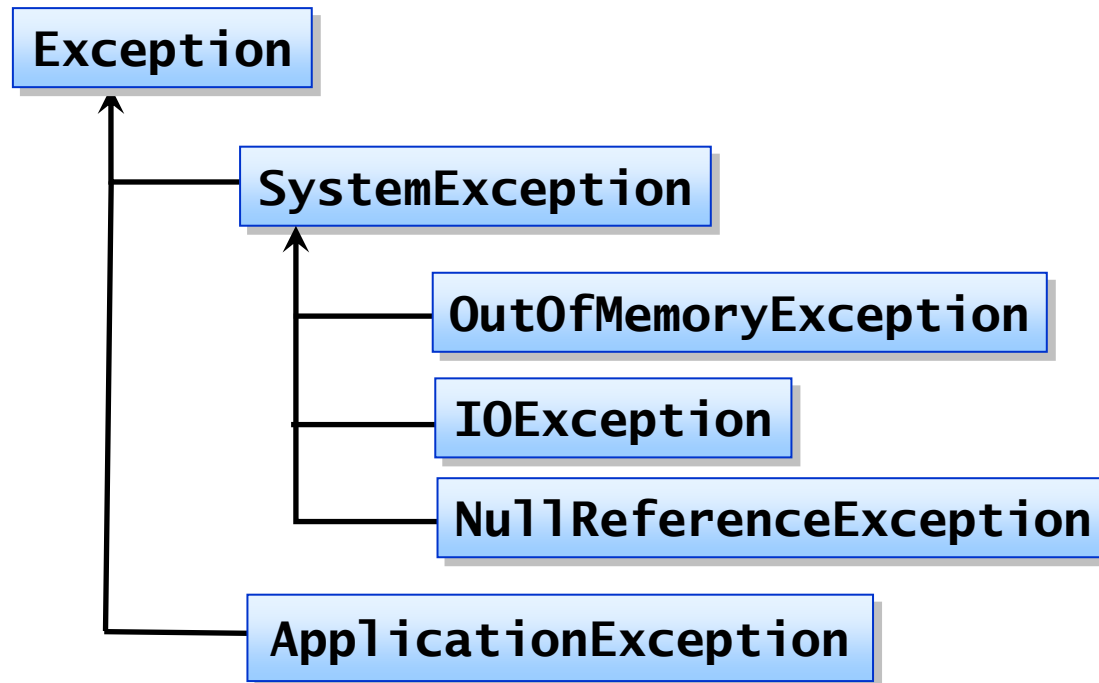 Exception
SystemException
OutOfMemoryException
IOException
NullReferenceException
ApplicationException